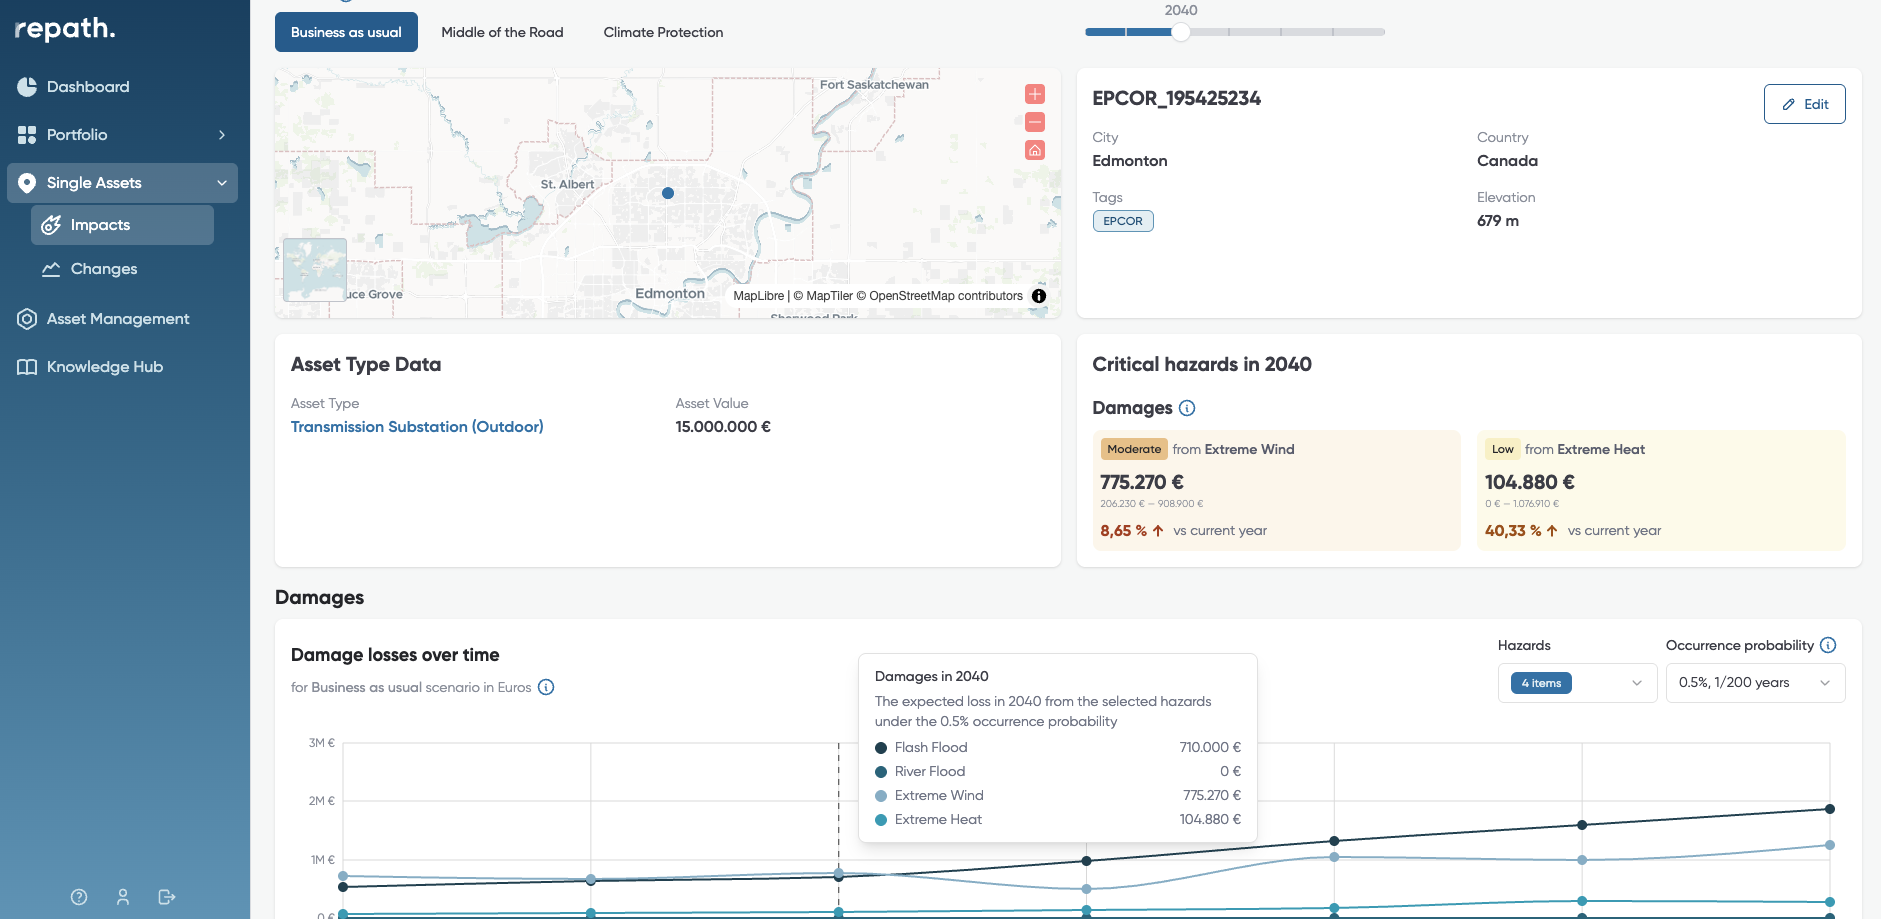 repath.
Dashboard
Portfolio
Single Assets
Impacts
Changes
Asset Management
Knowledge Hub
Business as usual
Middle of the Road
Climate Protection
2040
Fort Saskatchewan
St. Albert
uce Grove
Edmonton
Sherwood Park
MapLibre | © MapTiler © OpenStreetMap contributors
EPCOR_195425234
Edit
City
Edmonton
Country
Canada
Tags
EPCOR
Elevation
679 m
Asset Type Data
Asset Type
Transmission Substation (Outdoor)
Asset Value
15.000.000 €
Critical hazards in 2040
Damages
Moderate from Extreme Wind
775.270 €
206.230 € – 908.900 €
8,65 % ↑ vs current year
Low from Extreme Heat
104.880 €
0 € – 1.076.910 €
40,33 % ↑ vs current year
Damages
Damage losses over time
for Business as usual scenario in Euros
Hazards
4 items
Occurrence probability
0.5%, 1/200 years
Damages in 2040
The expected loss in 2040 from the selected hazards
under the 0.5% occurrence probability
Flash Flood 710.000 €
River Flood 0 €
Extreme Wind 775.270 €
Extreme Heat 104.880 €
3M €
2M €
1M €
0 €